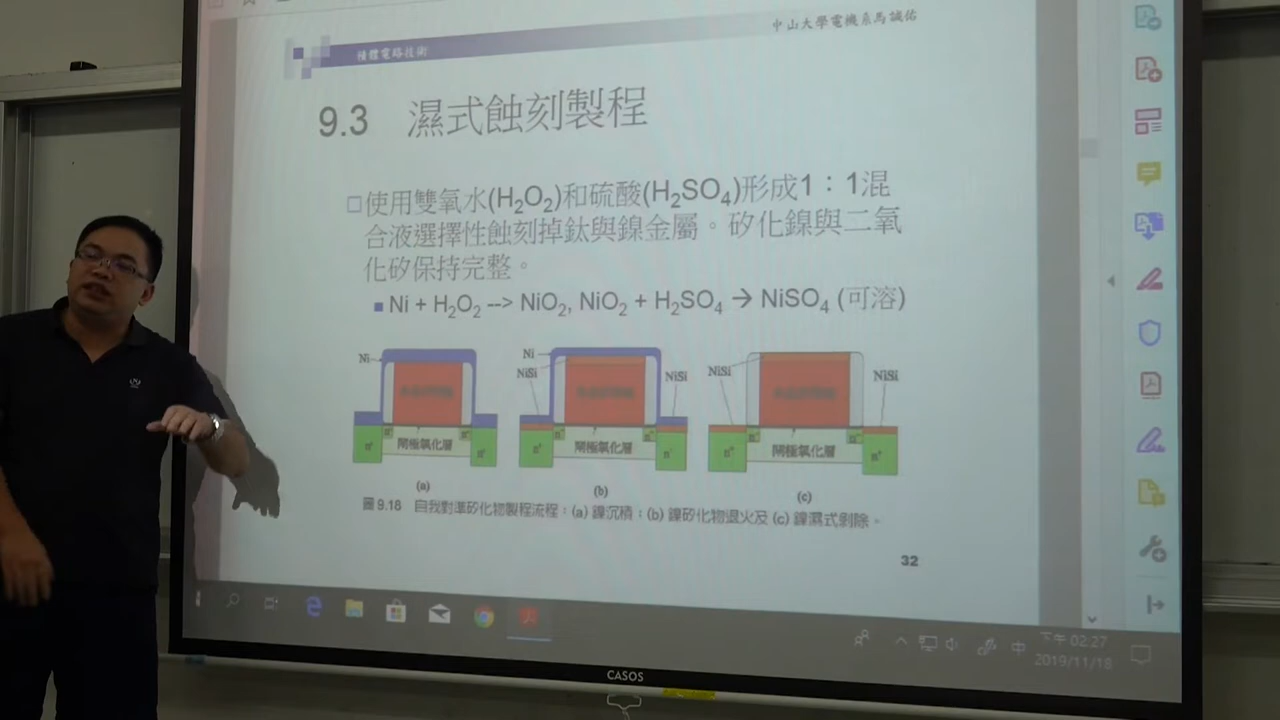 積體電路技術
中山大學電機系馬誠佑
9.3 濕式蝕刻製程
使用雙氧水(H2O2)和硫酸(H2SO4)形成1：1混
合液選擇性蝕刻掉鈦與鎳金屬。矽化鎳與二氧
化矽保持完整。
Ni + H2O2 --> NiO2, NiO2 + H2SO4 → NiSO4 (可溶)
Ni
Ni
NiSi
NiSi
NiSi
NiSi
n+
閘極氧化層
n+
n+
閘極氧化層
n+
閘極氧化層
n+
(a)
(b)
(c)
圖 9.18 自我對準矽化物製程流程：(a) 鎳沉積；(b) 鎳矽化物退火及 (c) 鎳濕式剝除。
32
中
下午 02:27
2019/11/18
CASOS